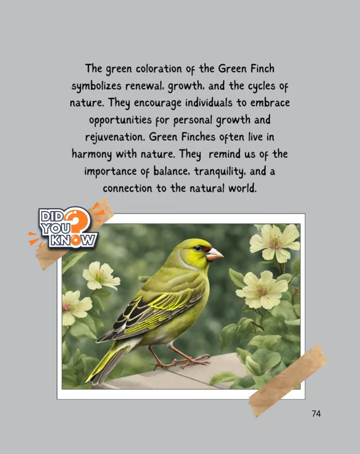 The green coloration of the Green Finch
symbolizes renewal, growth, and the cycles of
nature. They encourage individuals to embrace
opportunities for personal growth and
rejuvenation. Green Finches often live in
harmony with nature. They remind us of the
importance of balance, tranquility, and a
connection to the natural world.
DID
YOU
KNOW
?
74